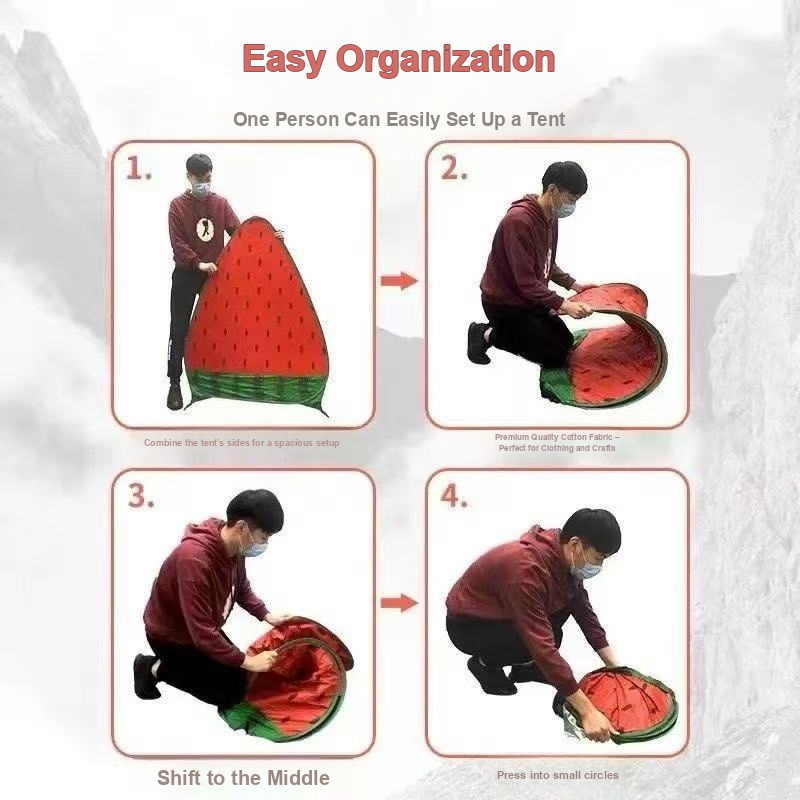 Easy Organization
One Person Can Easily Set Up a Tent
1.
2.
Combine the tent's sides for a spacious setup
Premium Quality Cotton Fabric –
Perfect for Clothing and Crafts
3.
4.
Shift to the Middle
Press into small circles